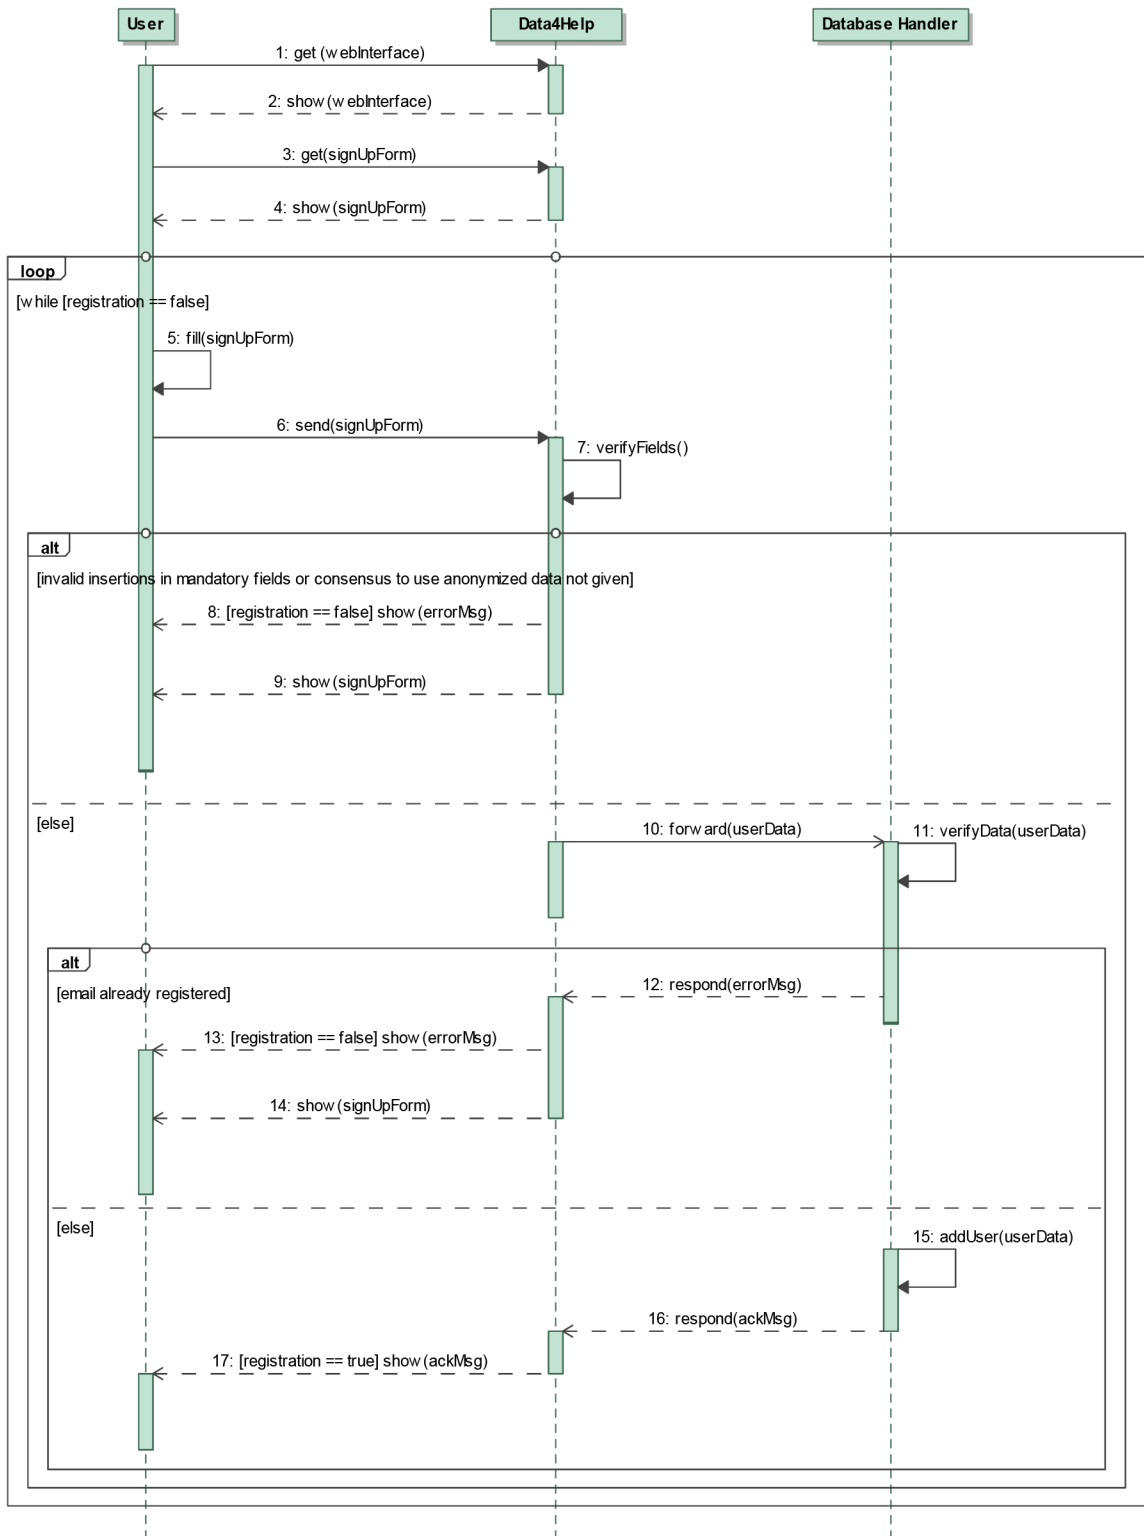 User
Data4Help
Database Handler
1: get (webInterface)
2: show(webInterface)
3: get(signUpForm)
4: show(signUpForm)
loop
[while [registration == false]
5: fill(signUpForm)
6: send(signUpForm)
7: verifyFields()
alt
[invalid insertions in mandatory fields or consensus to use anonymized data not given]
8: [registration == false] show(errorMsg)
9: show(signUpForm)
[else]
10: forward(userData)
11: verifyData(userData)
alt
[email already registered]
12: respond(errorMsg)
13: [registration == false] show(errorMsg)
14: show(signUpForm)
[else]
15: addUser(userData)
16: respond(ackMsg)
17: [registration == true] show(ackMsg)